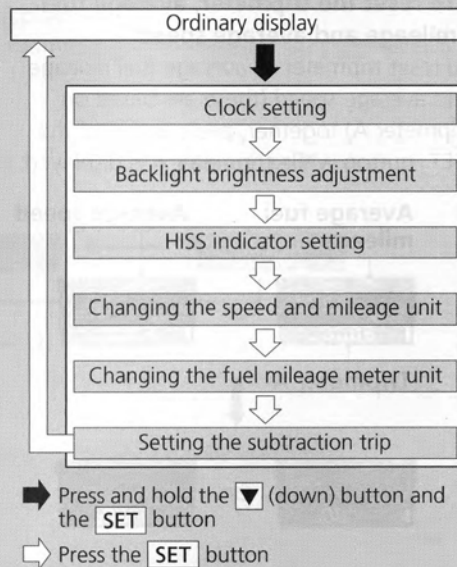 Ordinary display
Clock setting
Backlight brightness adjustment
HISS indicator setting
Changing the speed and mileage unit
Changing the fuel mileage meter unit
Setting the subtraction trip
Press and hold the ▼ (down) button and
the SET button
Press the SET button